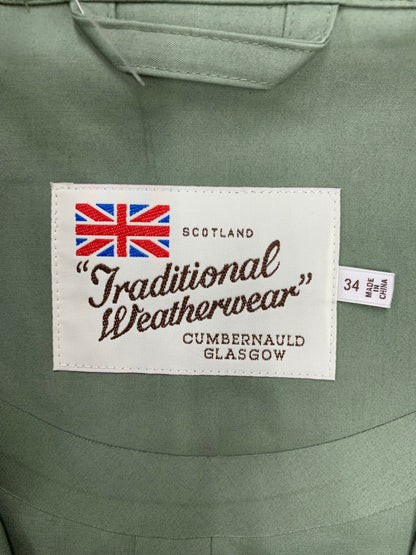 SCOTLAND
"Traditional
Weatherwear"
CUMBERNAULD
GLASGOW
34
MADE
IN
CHINA